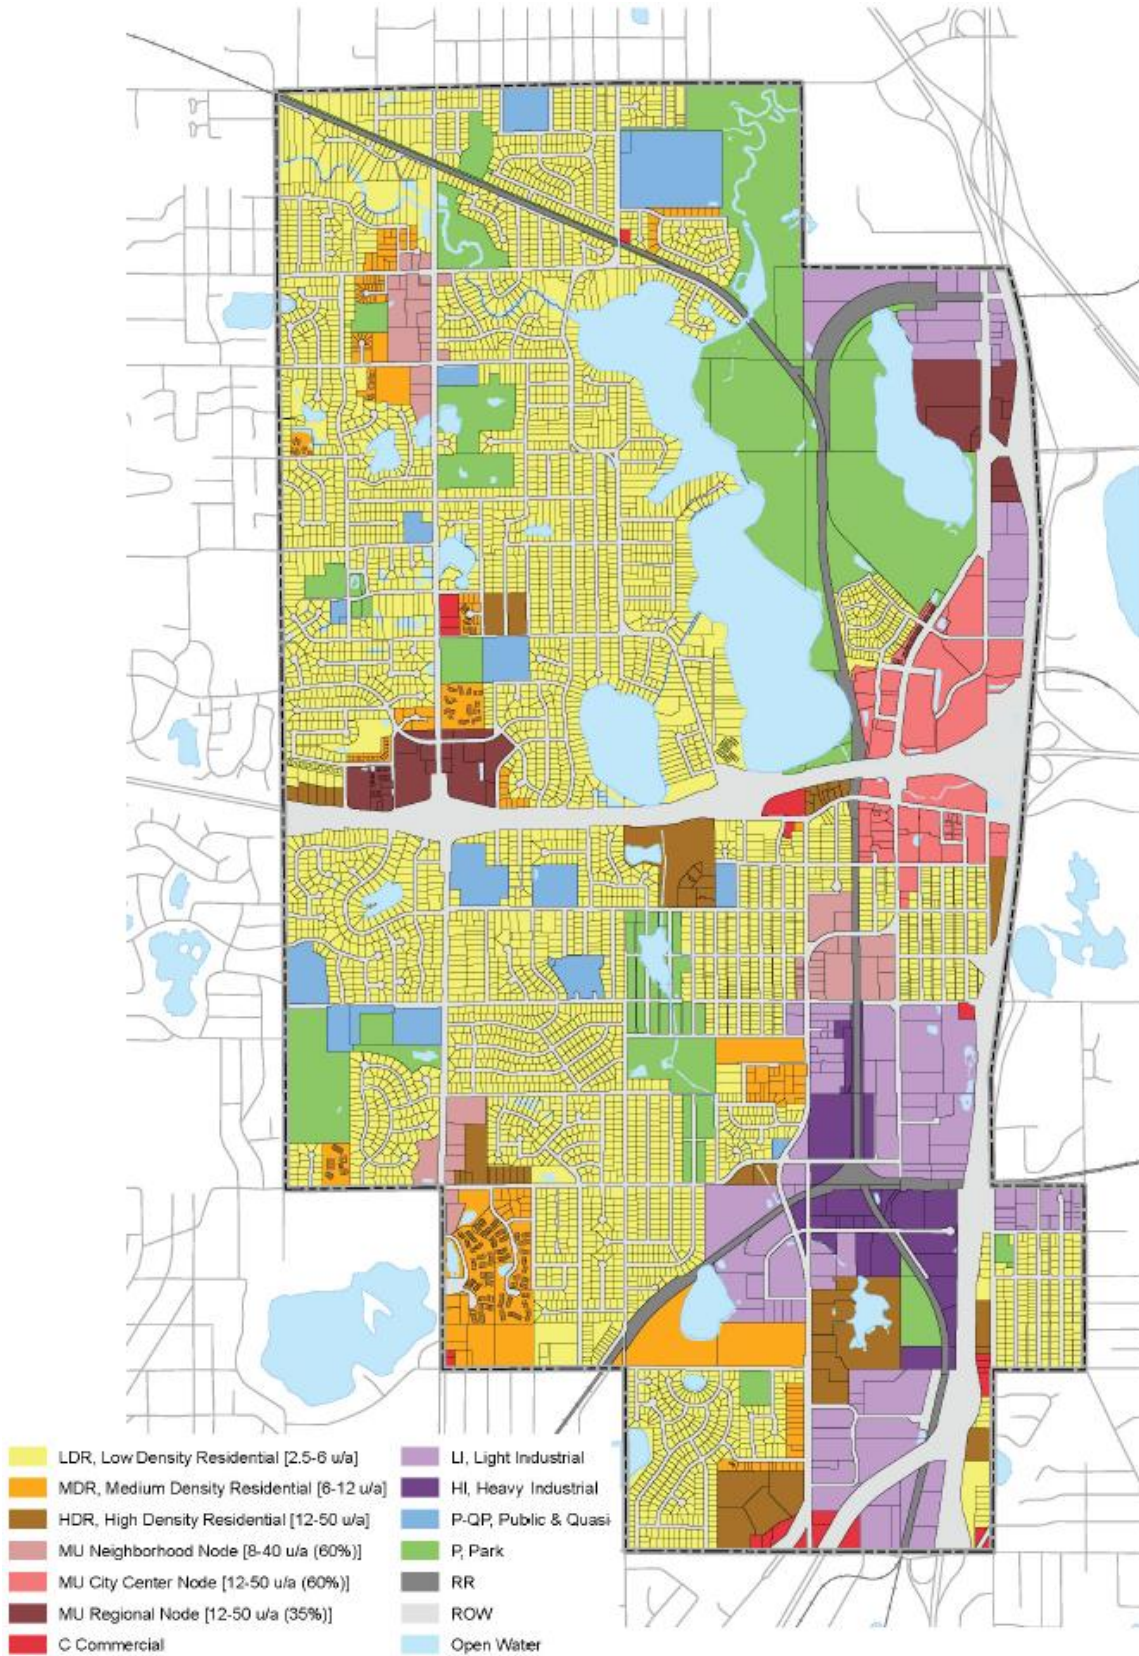 LDR, Low Density Residential [2.5-6 u/a]
MDR, Medium Density Residential [6-12 u/a]
HDR, High Density Residential [12-50 u/a]
MU Neighborhood Node [8-40 u/a (60%)]
MU City Center Node [12-50 u/a (60%)]
MU Regional Node [12-50 u/a (35%)]
C Commercial
LI, Light Industrial
HI, Heavy Industrial
P-QP, Public & Quasi-
P, Park
RR
ROW
Open Water